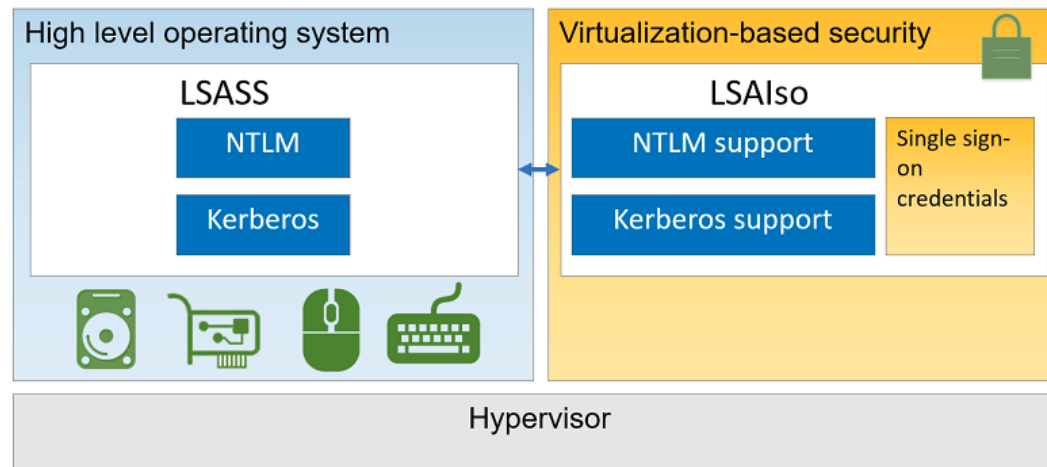 High level operating system
LSASS
NTLM
Kerberos
Virtualization-based security
LSAIso
NTLM support
Kerberos support
Single sign-
on
credentials
Hypervisor